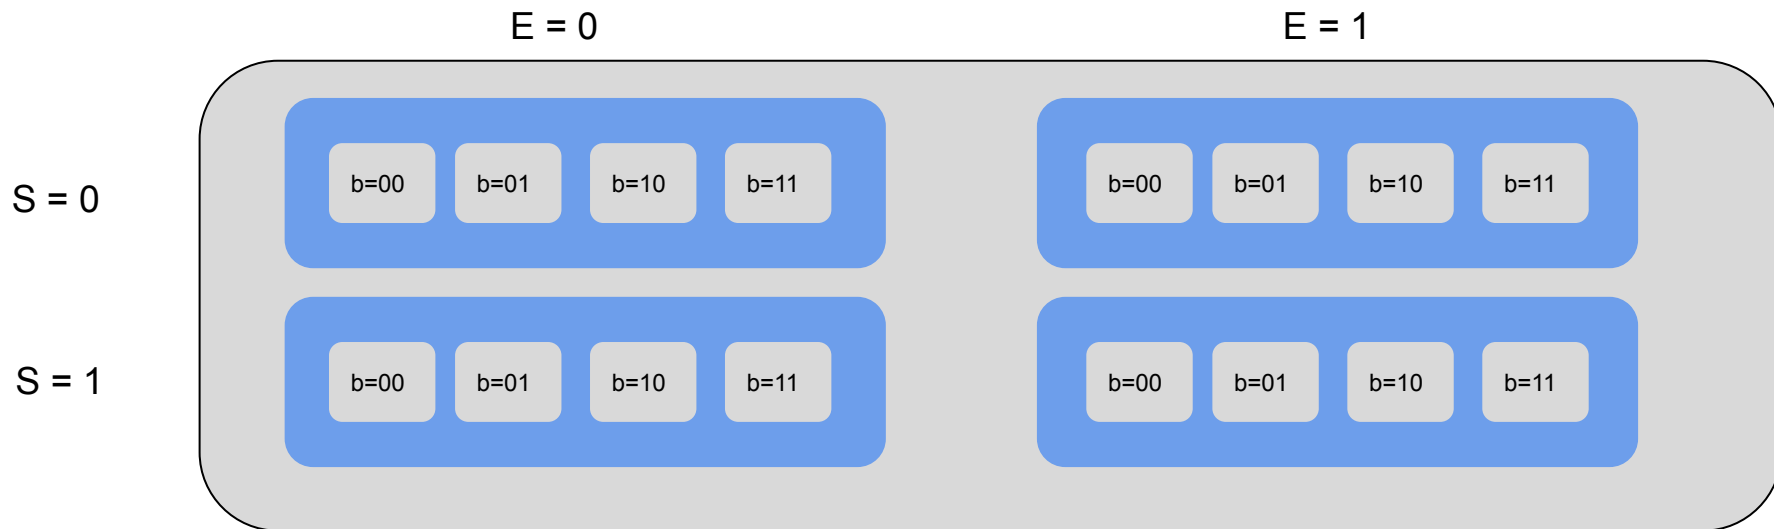 E = 0 E = 1
S = 0 b=00 b=01 b=10 b=11 b=00 b=01 b=10 b=11
S = 1 b=00 b=01 b=10 b=11 b=00 b=01 b=10 b=11